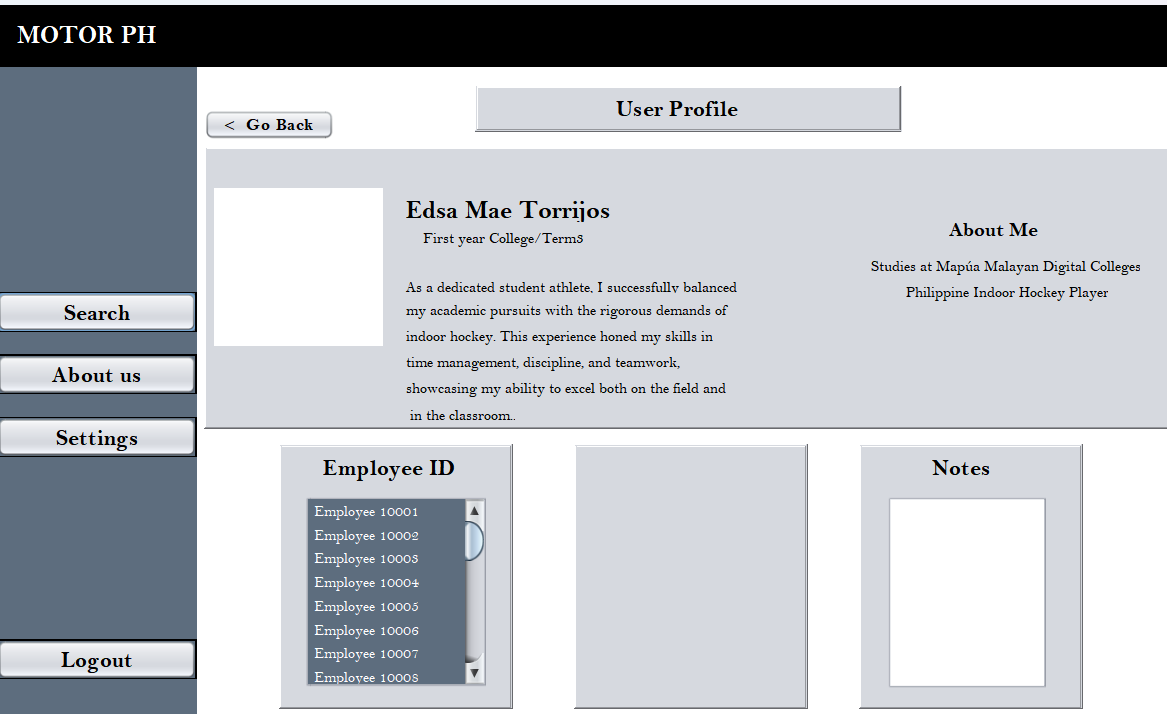 MOTOR PH
User Profile
< Go Back
Edsa Mae Torrijos
First year College/Term3
As a dedicated student athlete, I successfully balanced
my academic pursuits with the rigorous demands of
indoor hockey. This experience honed my skills in
time management, discipline, and teamwork,
showcasing my ability to excel both on the field and
in the classroom..
About Me
Studies at Mapúa Malayan Digital Colleges
Philippine Indoor Hockey Player
Search
About us
Settings
Logout
Employee ID
Employee 10001
Employee 10002
Employee 10003
Employee 10004
Employee 10005
Employee 10006
Employee 10007
Employee 10008
Notes